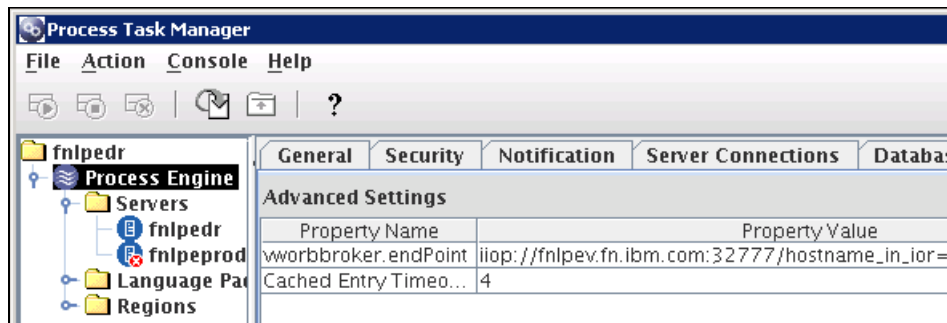 Process Task Manager
File Action Console Help
?
fnlpedr
Process Engine
Servers
fnlpedr
fnlpeprod
Language Pa
Regions
General Security Notification Server Connections Databas
Advanced Settings
Property Name Property Value
vworbbroker.endPoint iiop://fnlpev.fn.ibm.com:32777/hostname_in_ior=
Cached Entry Timeo... 4